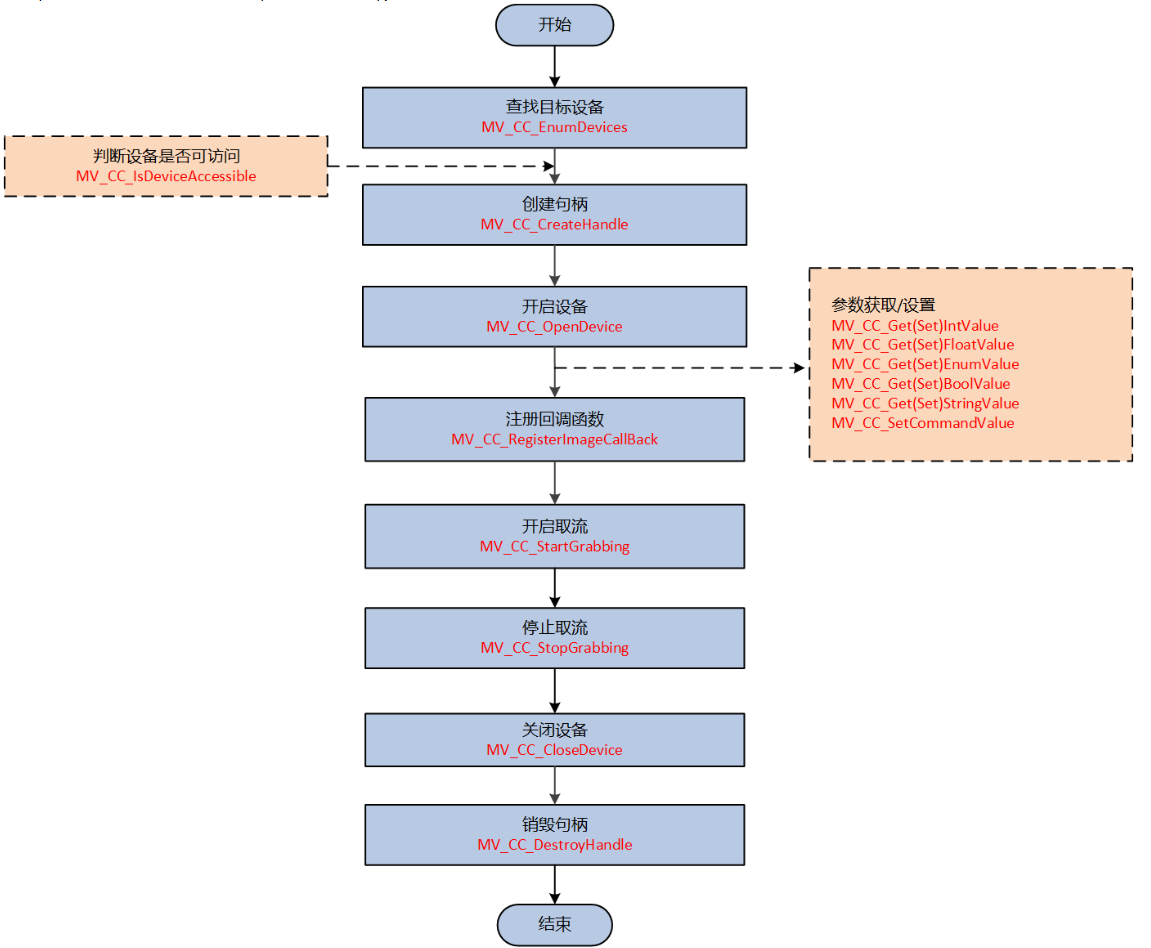 开始
查找目标设备
MV_CC_EnumDevices
判断设备是否可访问
MV_CC_IsDeviceAccessible
创建句柄
MV_CC_CreateHandle
开启设备
MV_CC_OpenDevice
参数获取/设置
MV_CC_Get(Set)IntValue
MV_CC_Get(Set)FloatValue
MV_CC_Get(Set)EnumValue
MV_CC_Get(Set)BoolValue
MV_CC_Get(Set)StringValue
MV_CC_SetCommandValue
注册回调函数
MV_CC_RegisterImageCallBack
开启取流
MV_CC_StartGrabbing
停止取流
MV_CC_StopGrabbing
关闭设备
MV_CC_CloseDevice
销毁句柄
MV_CC_DestroyHandle
结束